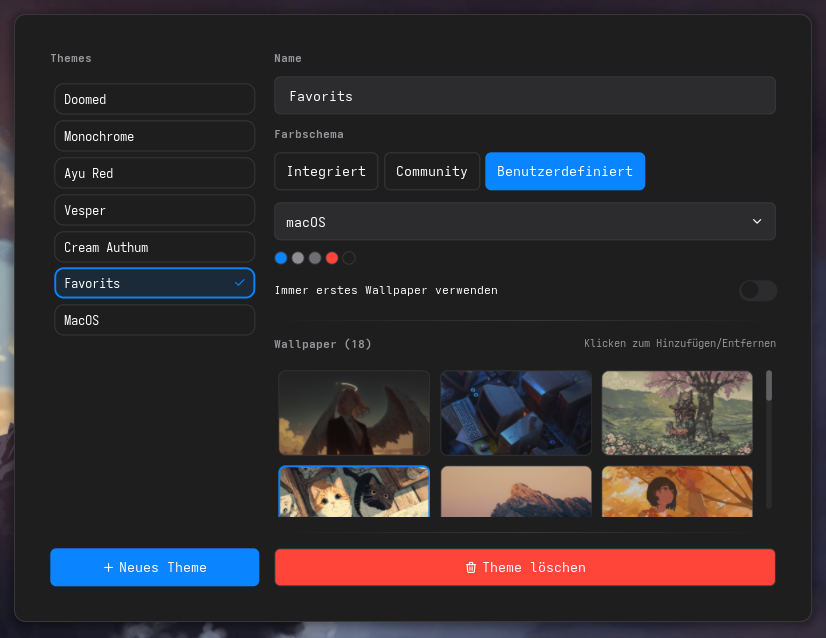 Themes
Doomed
Monochrome
Ayu Red
Vesper
Cream Authum
Favorits
MacOS
+ Neues Theme
Name
Favorits
Farbschema
Integriert
Community
Benutzerdefiniert
macOS
Immer erstes Wallpaper verwenden
Wallpaper (18)
Klicken zum Hinzufügen/Entfernen
Theme löschen